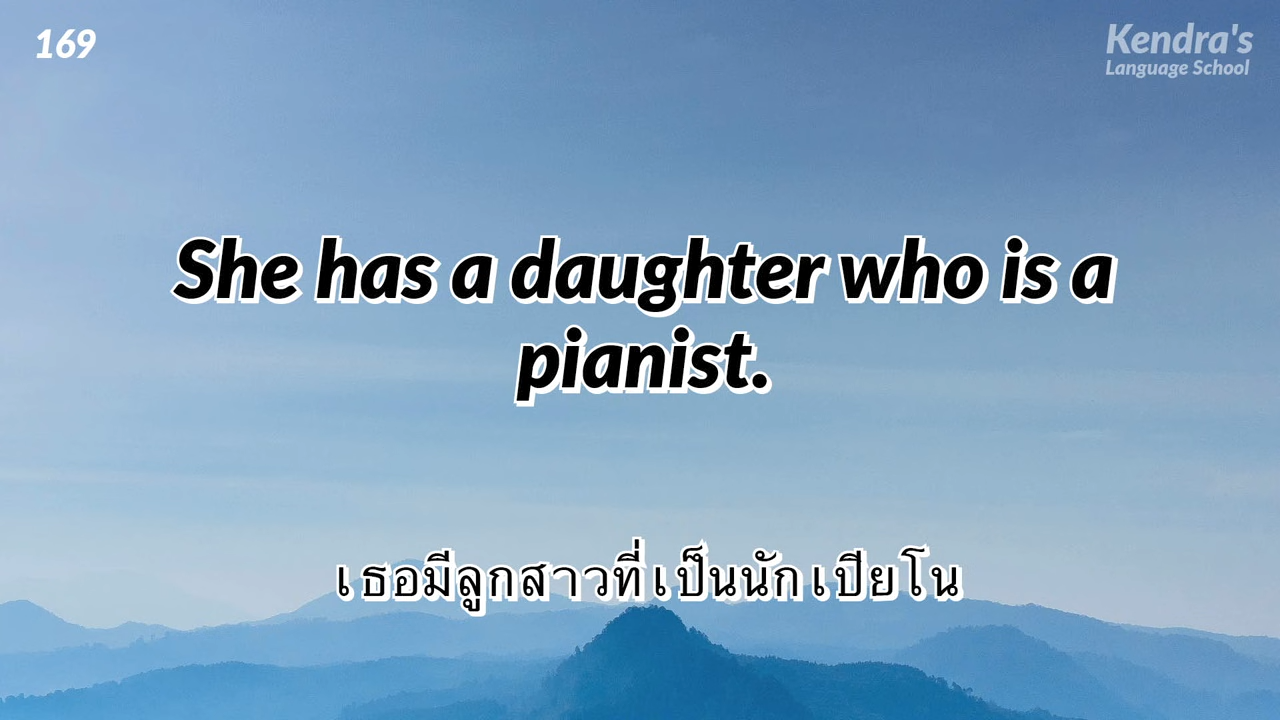 169
Kendra's
Language School
She has a daughter who is a
pianist.
เธอมีลูกสาวที่เป็นนักเปียโน